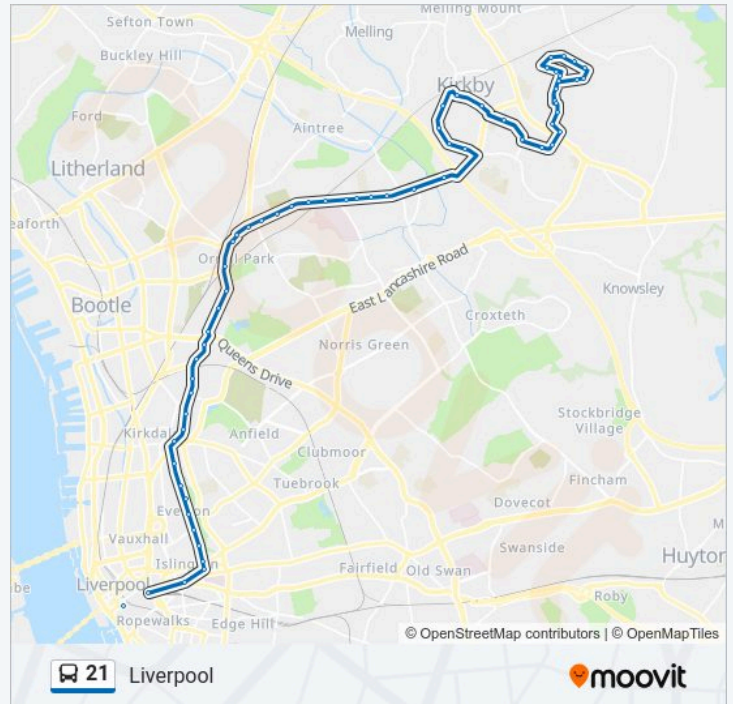 Sefton Town
Melling Mount
Melling
Buckley Hill
Kirkby
Ford
Aintree
Litherland
eaforth
Orrell Park
Knowsley
Bootle
East Lancashire Road
Croxteth
Queens Drive
Norris Green
Stockbridge
Village
Kirkdal
Anfield
Clubmoor
Fincham
Tuebrook
Dovecot
Everton
Vauxhall
Swanside
M
Islington
Huyton
be
Liverpool
Fairfield
Old Swan
Roby
Ropewalks
Edge Hill
© OpenStreetMap contributors | © OpenMapTiles
21 Liverpool
moovit